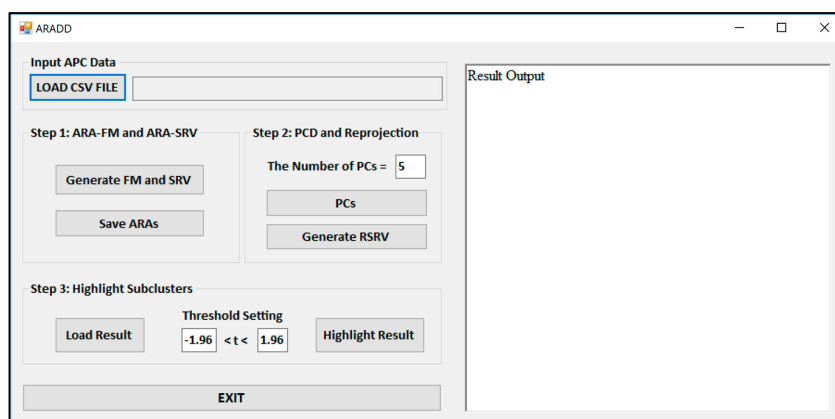 ARADD
Input APC Data
LOAD CSV FILE
Result Output
Step 1: ARA-FM and ARA-SRV
Generate FM and SRV
Save ARAs
Step 2: PCD and Reprojection
The Number of PCs = 5
PCs
Generate RSRV
Step 3: Highlight Subclusters
Load Result
Threshold Setting
-1.96 < t < 1.96
Highlight Result
EXIT